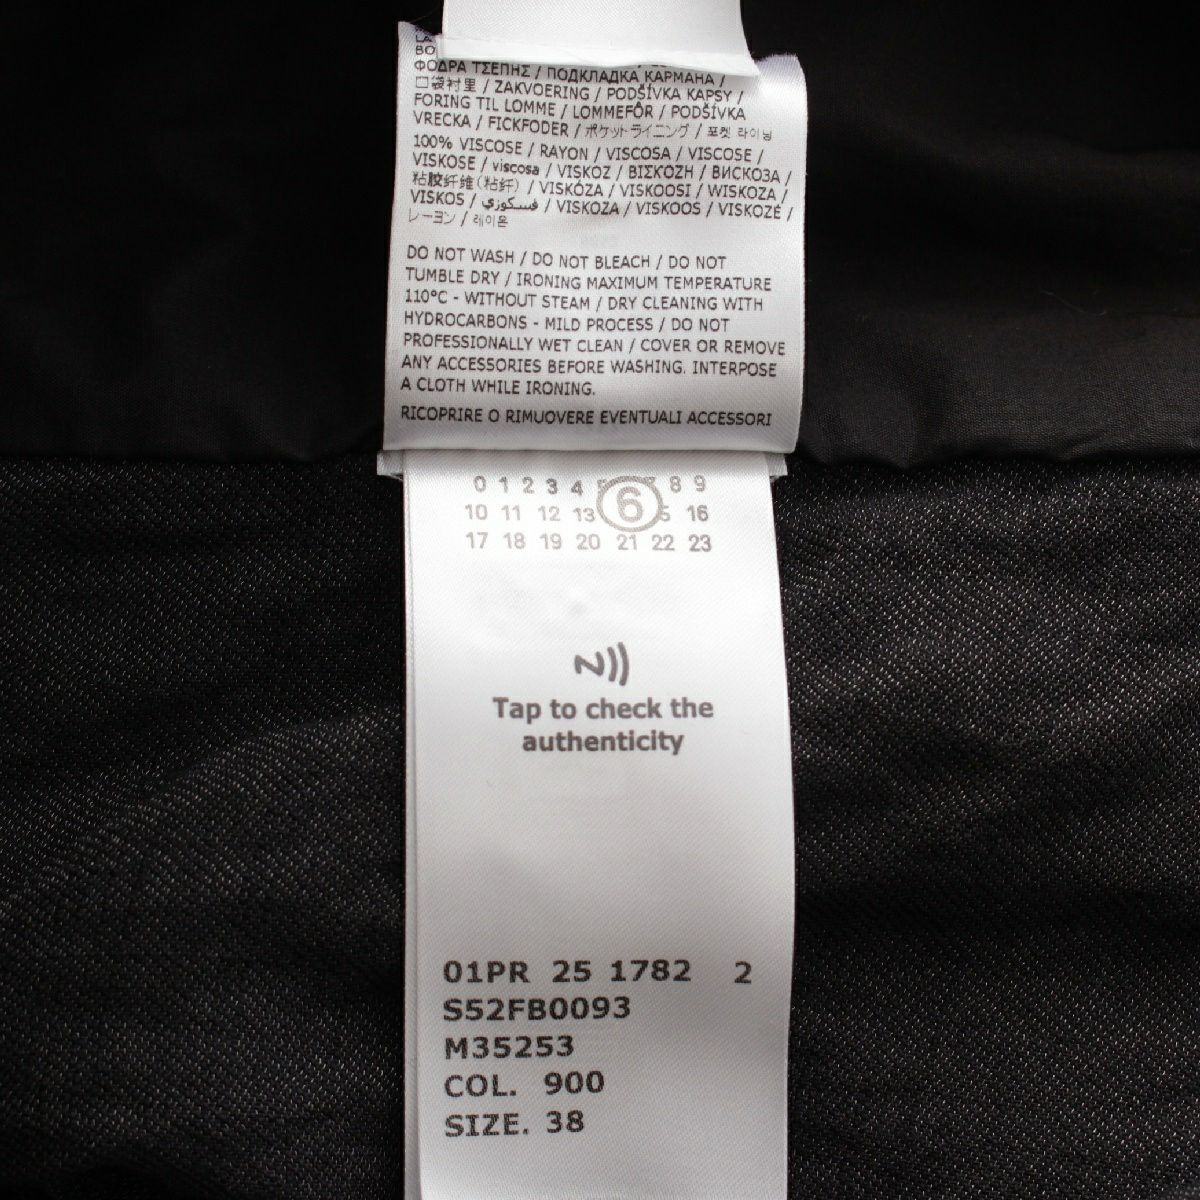 BO
ΦΟΔΡΑ ΤΣΕΠΗΣ / ПОДКЛАДКА КАРМАНА /
口袋衬里 / ZAKVOERING / PODŠÍVKA KAPSY /
FORING TIL LOMME / LOMMEFÔR / PODŠÍVKA
VRECKA / FICKFODER / ポケットライニング / 포켓 라이닝
100% VISCOSE / RAYON / VISCOSA / VISCOSE /
VISKOSE / viscosa / VISKOZ / ΒΙΣΚΌΖΗ / ВИСКОЗА /
粘胶纤维(粘纤) / VISKÓZA / VISKOOSI / WISKOZA /
VISKOS / فسكوزي / VISKOZA / VISKOOS / VISKOZĖ /
レーヨン / 레이온
DO NOT WASH / DO NOT BLEACH / DO NOT
TUMBLE DRY / IRONING MAXIMUM TEMPERATURE
110°C - WITHOUT STEAM / DRY CLEANING WITH
HYDROCARBONS - MILD PROCESS / DO NOT
PROFESSIONALLY WET CLEAN / COVER OR REMOVE
ANY ACCESSORIES BEFORE WASHING. INTERPOSE
A CLOTH WHILE IRONING.
RICOPRIRE O RIMUOVERE EVENTUALI ACCESSORI
0 1 2 3 4 6 8 9
10 11 12 13 16
17 18 19 20 21 22 23
Tap to check the
authenticity
01PR 25 1782 2
S52FB0093
M35253
COL. 900
SIZE. 38